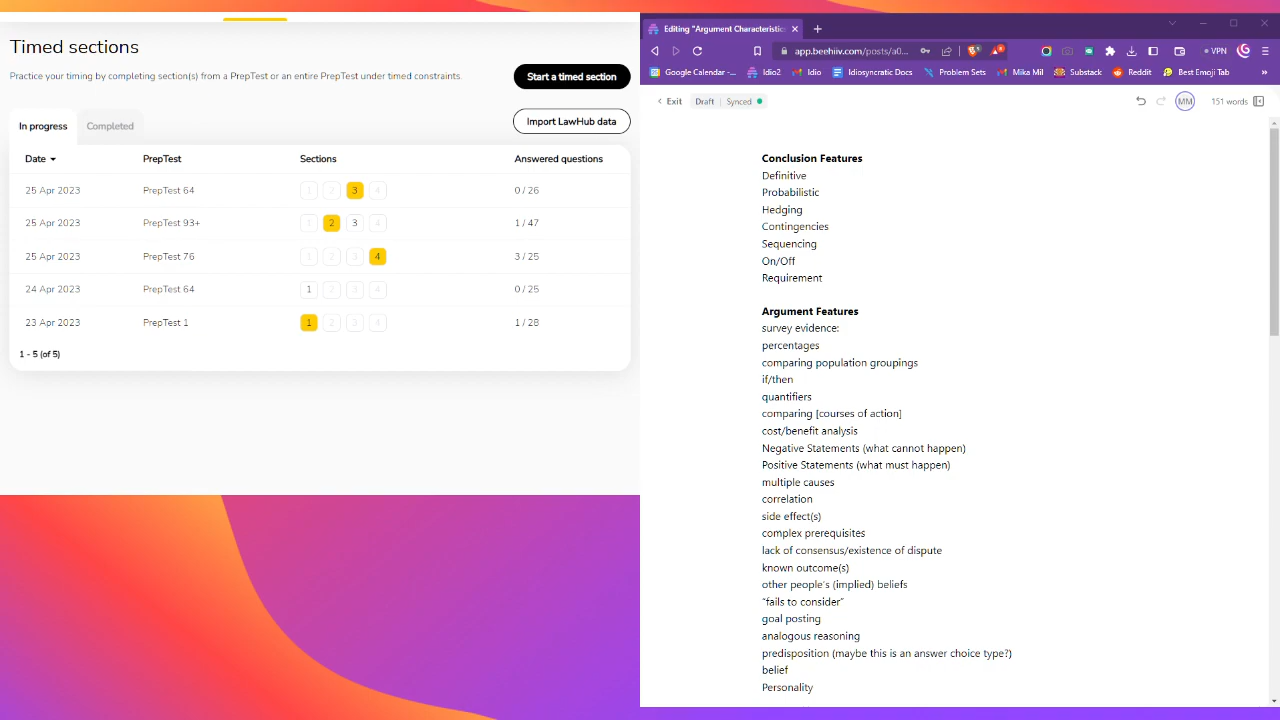 Timed sections
Practice your timing by completing section(s) from a PrepTest or an entire PrepTest under timed constraints.
Start a timed section
In progress
Completed
Import LawHub data
Date PrepTest Sections Answered questions
25 Apr 2023 PrepTest 64 1 2 3 4 0 / 26
25 Apr 2023 PrepTest 93+ 1 2 3 4 1 / 47
25 Apr 2023 PrepTest 76 1 2 3 4 3 / 25
24 Apr 2023 PrepTest 64 1 2 3 4 0 / 25
23 Apr 2023 PrepTest 1 1 2 3 4 1 / 28
1 - 5 (of 5)
Editing "Argument Characteristic
app.beehiiv.com/posts/a0...
VPN
Google Calendar -... Idio2 Idio Idiosyncratic Docs Problem Sets Mika Mil Substack Reddit Best Emoji Tab »
Exit Draft Synced MM 151 words
Conclusion Features
Definitive
Probabilistic
Hedging
Contingencies
Sequencing
On/Off
Requirement
Argument Features
survey evidence:
percentages
comparing population groupings
if/then
quantifiers
comparing [courses of action]
cost/benefit analysis
Negative Statements (what cannot happen)
Positive Statements (what must happen)
multiple causes
correlation
side effect(s)
complex prerequisites
lack of consensus/existence of dispute
known outcome(s)
other people's (implied) beliefs
“fails to consider”
goal posting
analogous reasoning
predisposition (maybe this is an answer choice type?)
belief
Personality